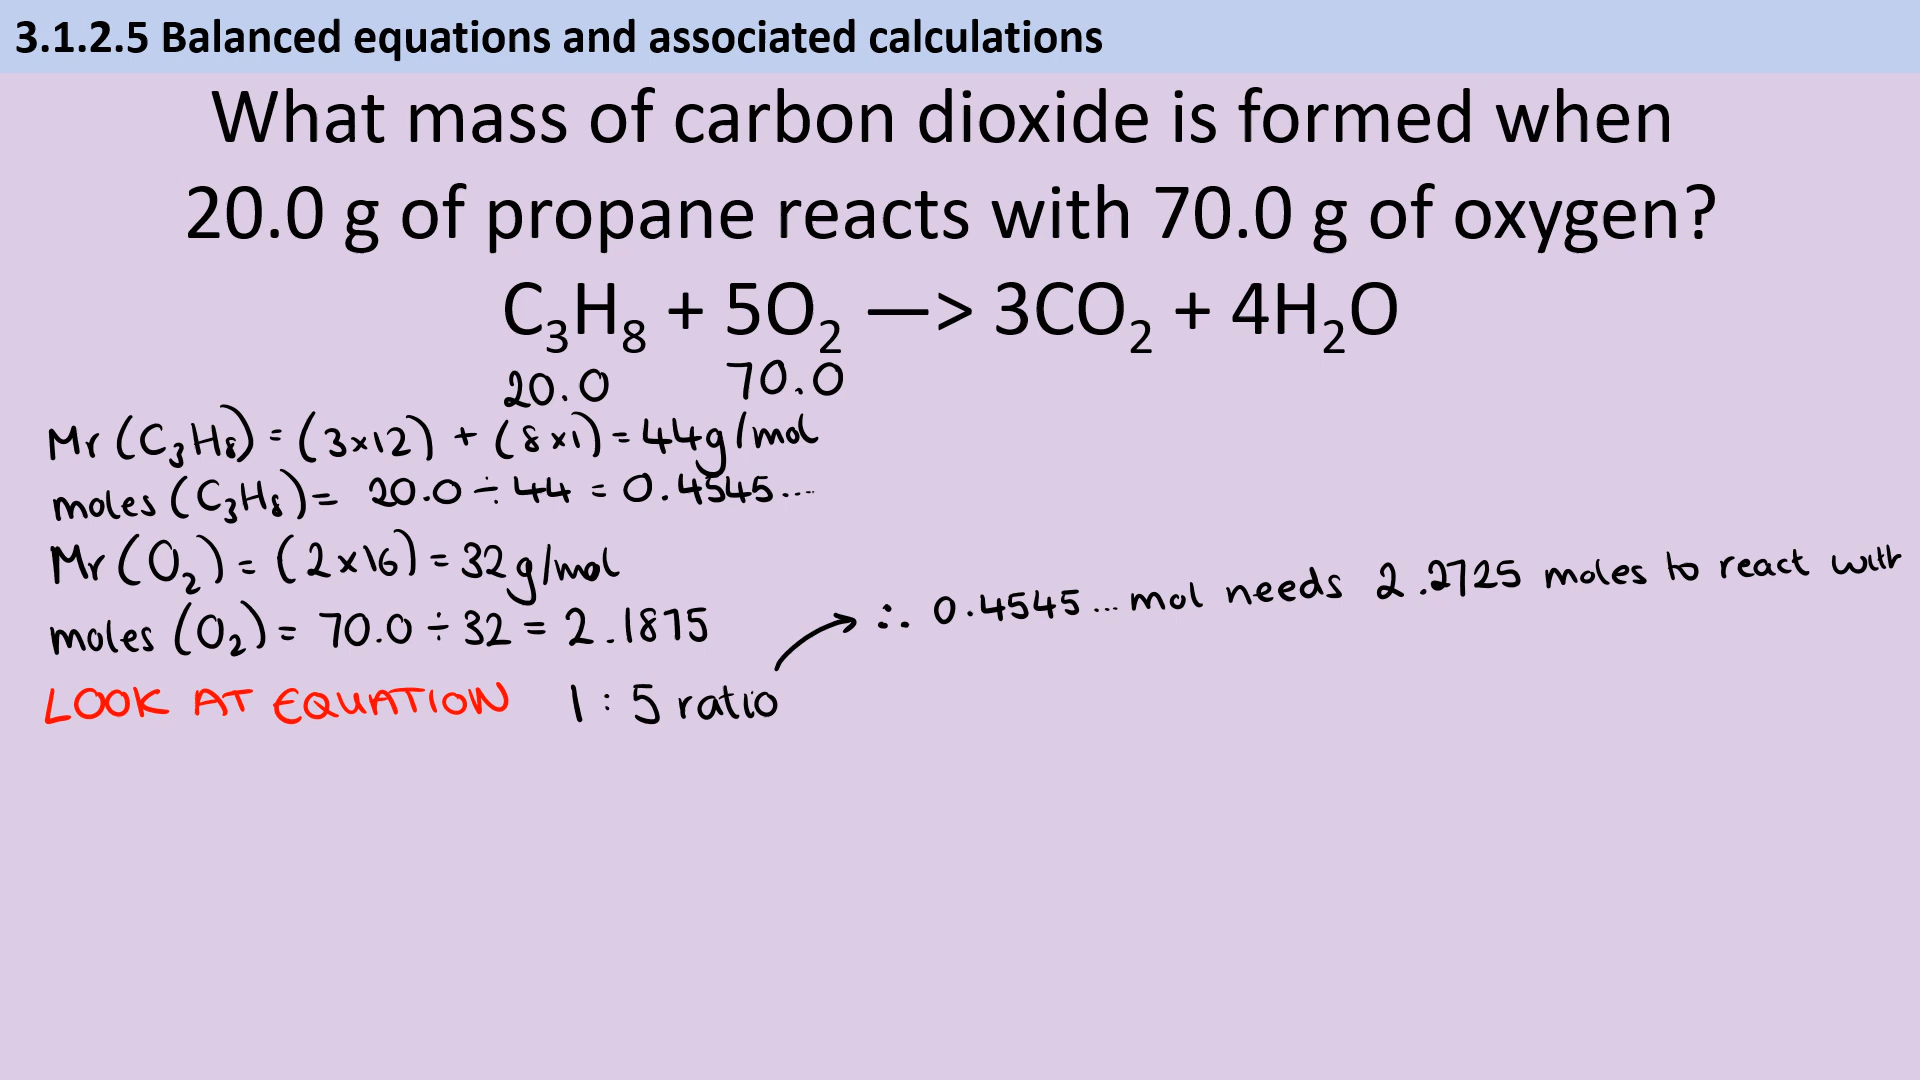 3.1.2.5 Balanced equations and associated calculations
What mass of carbon dioxide is formed when
20.0 g of propane reacts with 70.0 g of oxygen?
C₃H₈ + 5O₂ —> 3CO₂ + 4H₂O
20.0 70.0
Mr (C₃H₈) = (3×12) + (8×1) = 44g/mol
moles (C₃H₈) = 20.0 ÷ 44 = 0.4545...
Mr (O₂) = (2×16) = 32g/mol
moles (O₂) = 70.0 ÷ 32 = 2.1875
∴ 0.4545... mol needs 2.2725 moles to react with
LOOK AT EQUATION 1 : 5 ratio